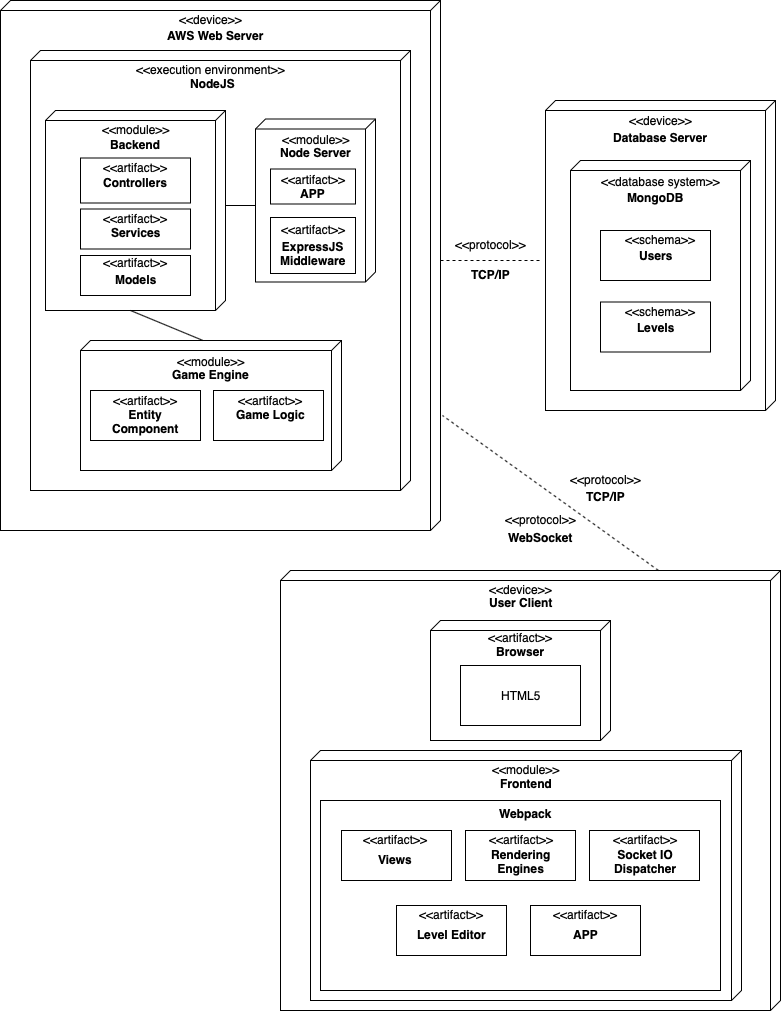 <<device>>
AWS Web Server
<<execution environment>>
NodeJS
<<module>>
Backend
<<artifact>>
Controllers
<<artifact>>
Services
<<artifact>>
Models
<<module>>
Node Server
<<artifact>>
APP
<<artifact>>
ExpressJS
Middleware
<<module>>
Game Engine
<<artifact>>
Entity
Component
<<artifact>>
Game Logic
<<protocol>>
TCP/IP
<<device>>
Database Server
<<database system>>
MongoDB
<<schema>>
Users
<<schema>>
Levels
<<protocol>>
TCP/IP
<<protocol>>
WebSocket
<<device>>
User Client
<<artifact>>
Browser
HTML5
<<module>>
Frontend
Webpack
<<artifact>>
Views
<<artifact>>
Rendering
Engines
<<artifact>>
Socket IO
Dispatcher
<<artifact>>
Level Editor
<<artifact>>
APP